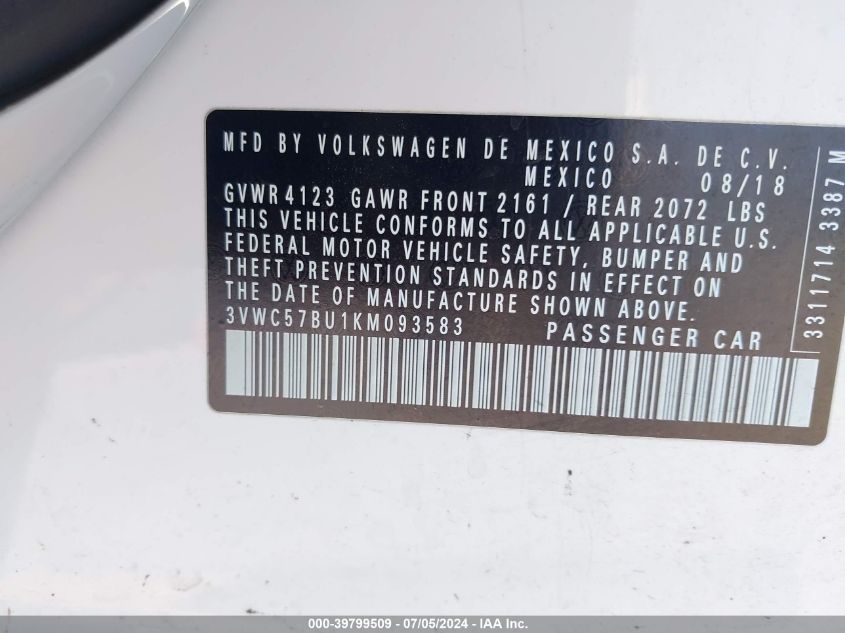 MFD BY VOLKSWAGEN DE MEXICO S.A. DE C.V.
MEXICO 08/18
GVWR 4123 GAWR FRONT 2161 / REAR 2072 LBS
THIS VEHICLE CONFORMS TO ALL APPLICABLE U.S.
FEDERAL MOTOR VEHICLE SAFETY, BUMPER AND
THEFT PREVENTION STANDARDS IN EFFECT ON
THE DATE OF MANUFACTURE SHOWN ABOVE.
3VWC57BU1KM093583 PASSENGER CAR
3311714 3387 M
000-39799509 - 07/05/2024 - IAA Inc.